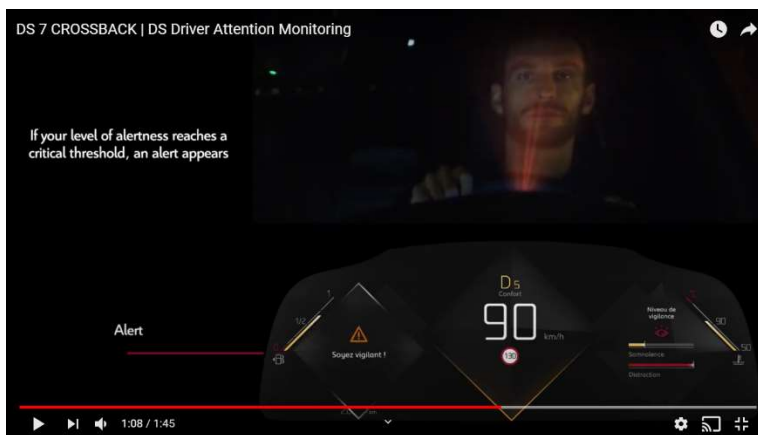 DS 7 CROSSBACK | DS Driver Attention Monitoring
If your level of alertness reaches a
critical threshold, an alert appears
Alert
1
1/2
Soyez vigilant !
D5
Confort
90 km/h
130
Niveau de
vigilance
90
50
Somnolence
Distraction
1:08 / 1:45